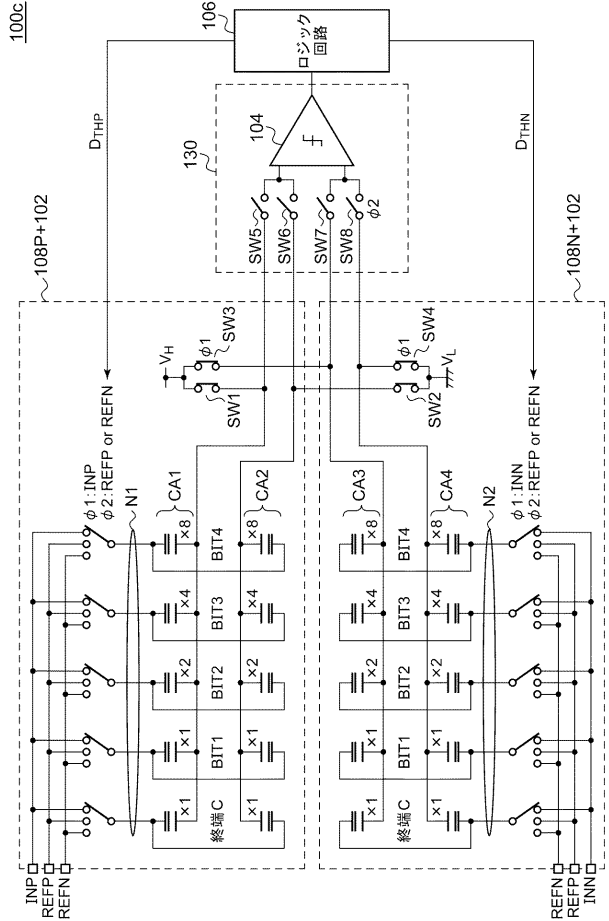 100c
108P+102
INP
REFP
REFN
φ1:INP
φ2:REFP or REFN
DTHP
106
ロジック
回路
N1
VH
SW1
φ1
SW3
130
104
CA1
×1
×1
×2
×4
×8
終端C
BIT1
BIT2
BIT3
BIT4
CA2
×1
×1
×2
×4
×8
SW5
SW6
SW7
SW8
φ2
CA3
×1
×1
×2
×4
×8
終端C
BIT1
BIT2
BIT3
BIT4
CA4
×1
×1
×2
×4
×8
SW2
φ1
SW4
VL
N2
φ1:INN
φ2:REFP or REFN
DTHN
REFN
REFP
INN
108N+102